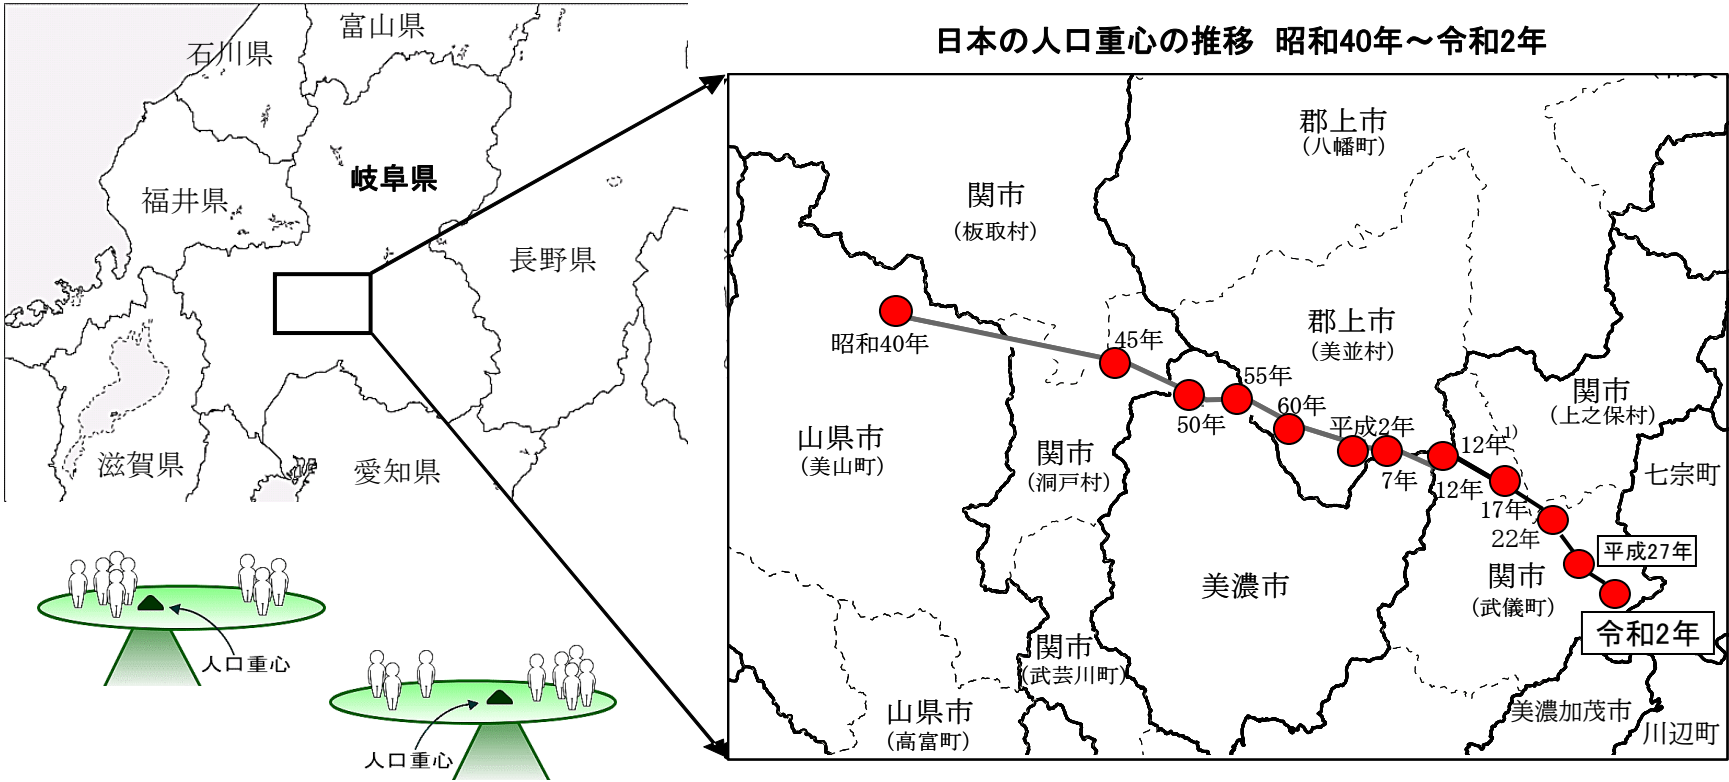 日本の人口重心の推移 昭和40年～令和2年
石川県
富山県
岐阜県
福井県
長野県
滋賀県
愛知県
人口重心
人口重心
郡上市
(八幡町)
関市
(板取村)
郡上市
(美並村)
昭和40年
45年
50年
55年
60年
平成2年
7年
12年1)
12年
17年
22年
平成27年
令和2年
関市
(上之保村)
山県市
(美山町)
関市
(洞戸村)
七宗町
美濃市
関市
(武儀町)
関市
(武芸川町)
山県市
(高富町)
美濃加茂市
川辺町